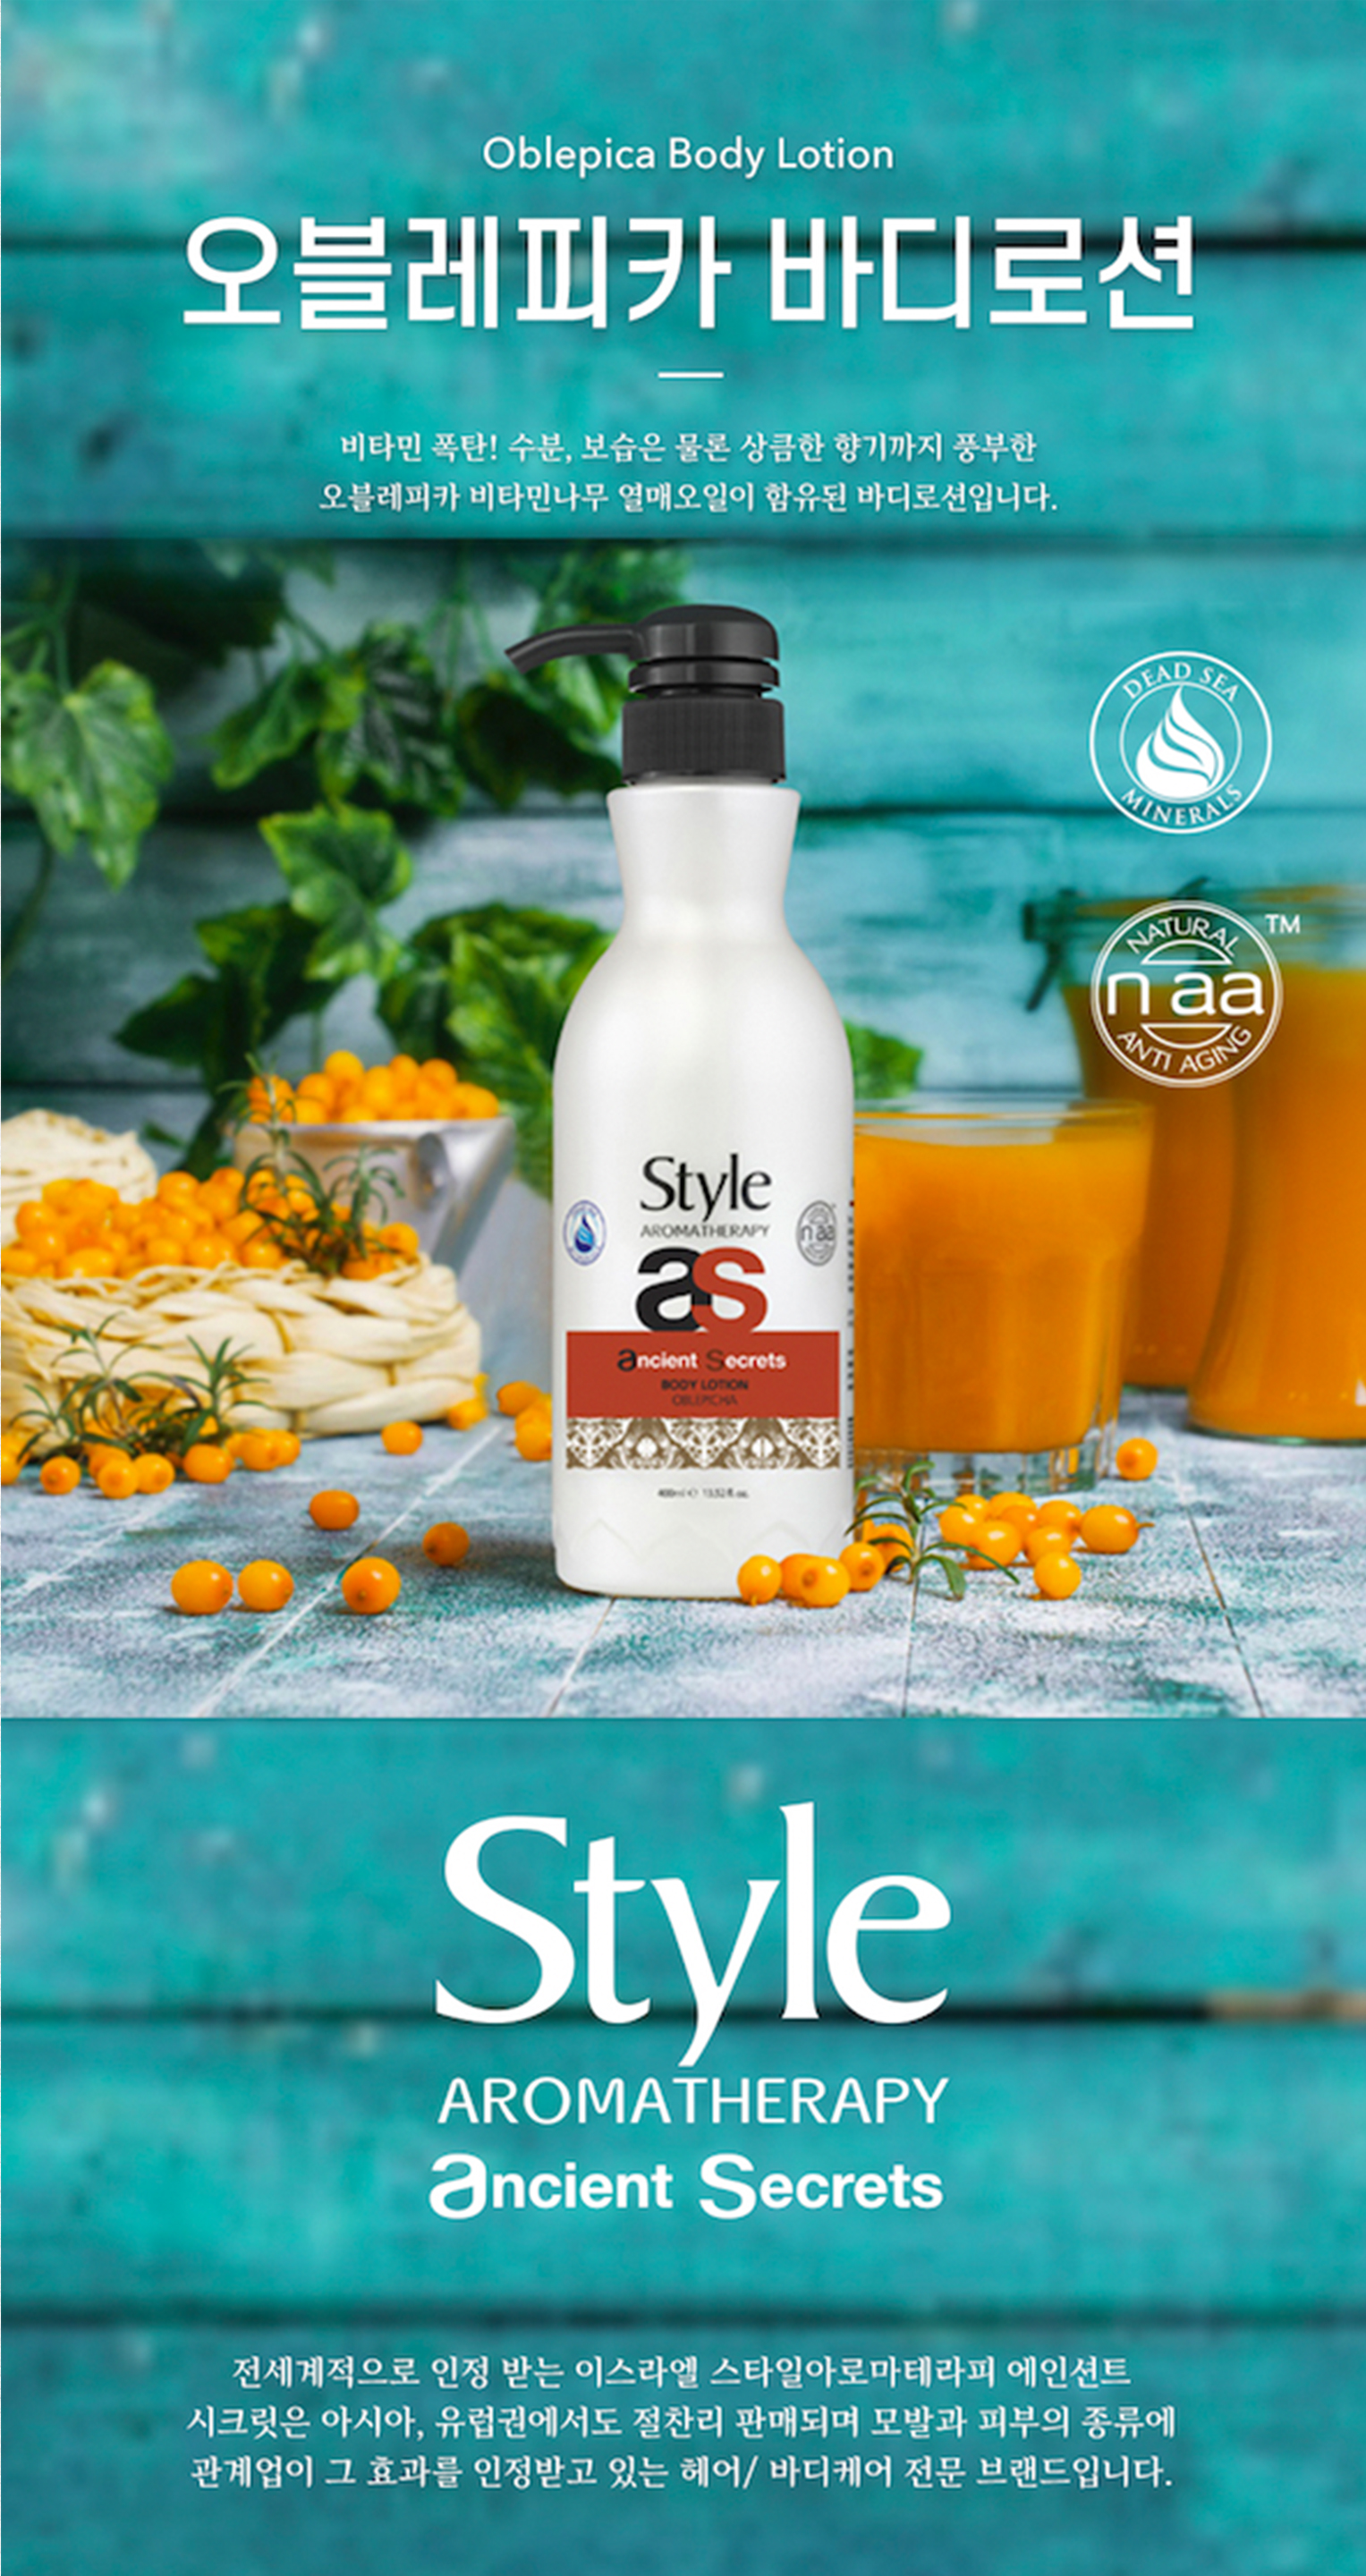 Oblepica Body Lotion
오블레피카 바디로션
비타민 폭탄! 수분, 보습은 물론 상큼한 향기까지 풍부한
오블레피카 비타민나무 열매오일이 함유된 바디로션입니다.
DEAD SEA
MINERALS
NATURAL
n aa
TM
ANTI AGING
Style
AROMATHERAPY
n aa
as
ancient Secrets
BODY LOTION
OBLEPICHA
400ml e 13.52 fl. oz.
Style
AROMATHERAPY
ancient Secrets
전세계적으로 인정 받는 이스라엘 스타일아로마테라피 에인션트
시크릿은 아시아, 유럽권에서도 절찬리 판매되며 모발과 피부의 종류에
관계업이 그 효과를 인정받고 있는 헤어/ 바디케어 전문 브랜드입니다.